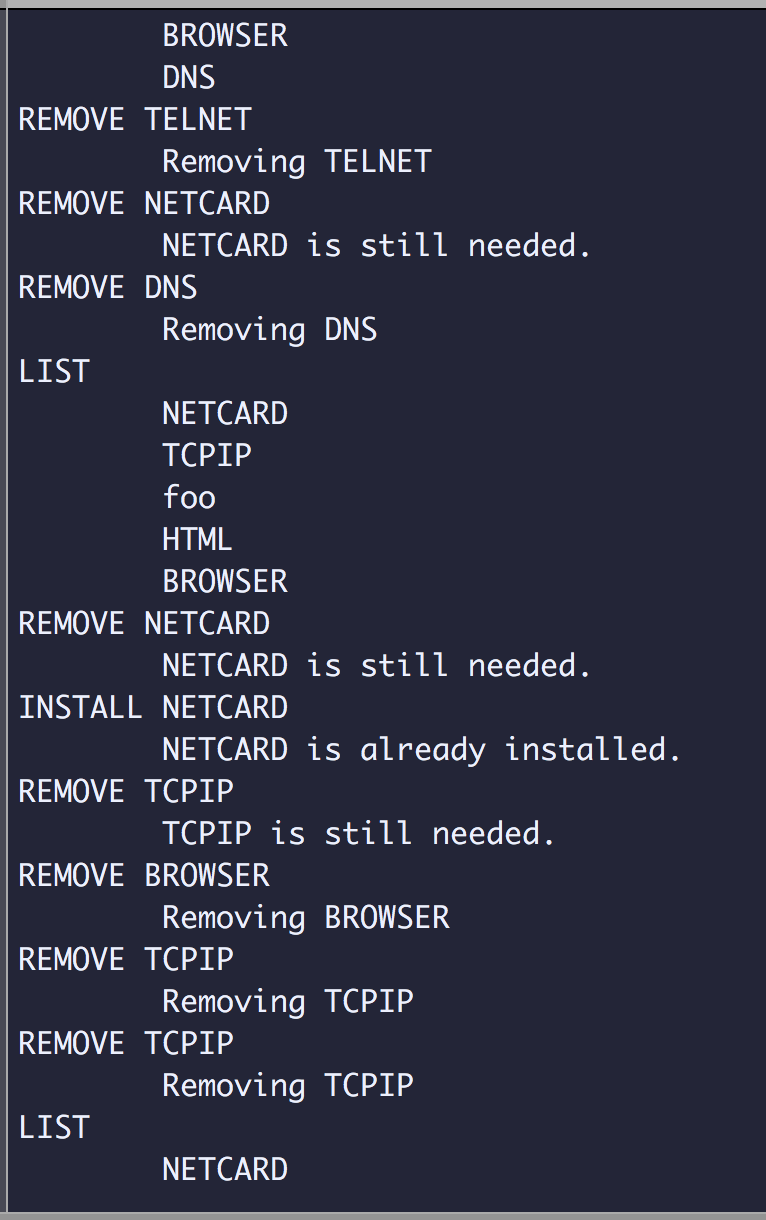 BROWSER
DNS
REMOVE TELNET
Removing TELNET
REMOVE NETCARD
NETCARD is still needed.
REMOVE DNS
Removing DNS
LIST
NETCARD
TCPIP
foo
HTML
BROWSER
REMOVE NETCARD
NETCARD is still needed.
INSTALL NETCARD
NETCARD is already installed.
REMOVE TCPIP
TCPIP is still needed.
REMOVE BROWSER
Removing BROWSER
REMOVE TCPIP
Removing TCPIP
REMOVE TCPIP
Removing TCPIP
LIST
NETCARD